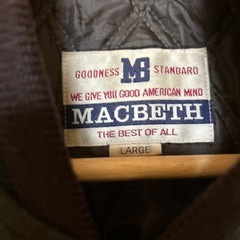 GOODNESS MB STANDARD
WE GIVE YOU GOOD AMERICAN MIND
MACBETH
THE BEST OF ALL
LARGE